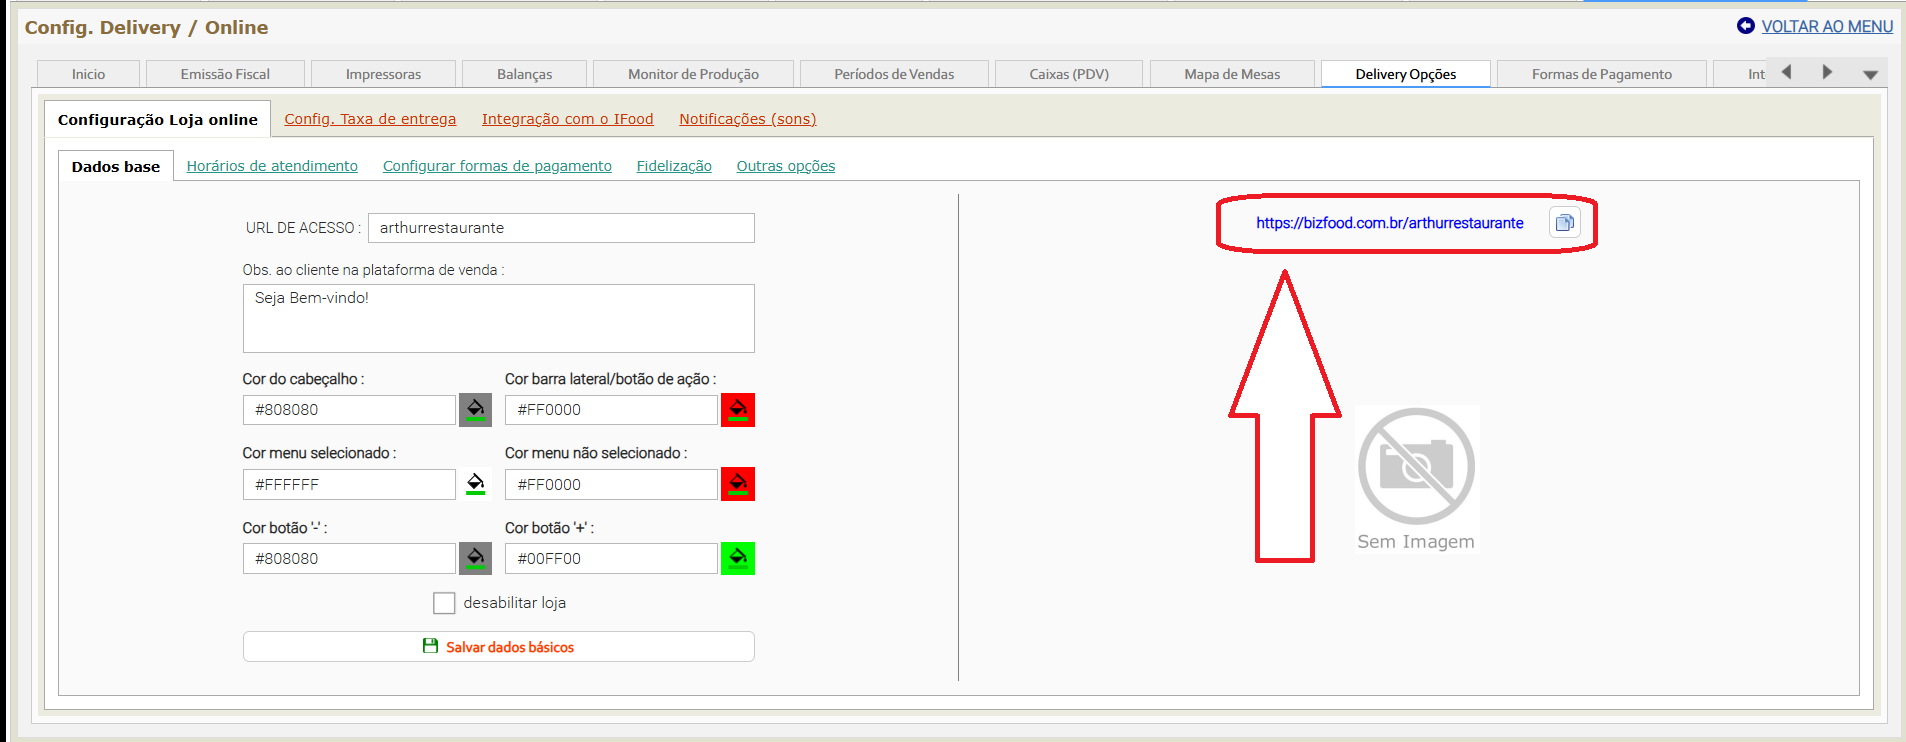 Config. Delivery / Online
VOLTAR AO MENU
Inicio
Emissão Fiscal
Impressoras
Balanças
Monitor de Produção
Períodos de Vendas
Caixas (PDV)
Mapa de Mesas
Delivery Opções
Formas de Pagamento
Int
Configuração Loja online
Config. Taxa de entrega
Integração com o IFood
Notificações (sons)
Dados base
Horários de atendimento
Configurar formas de pagamento
Fidelização
Outras opções
URL DE ACESSO :
arthurrestaurante
https://bizfood.com.br/arthurrestaurante
Obs. ao cliente na plataforma de venda :
Seja Bem-vindo!
Cor do cabeçalho :
Cor barra lateral/botão de ação :
#808080
#FF0000
Cor menu selecionado :
Cor menu não selecionado :
#FFFFFF
#FF0000
Cor botão '-' :
Cor botão '+' :
#808080
#00FF00
desabilitar loja
Salvar dados básicos
Sem Imagem